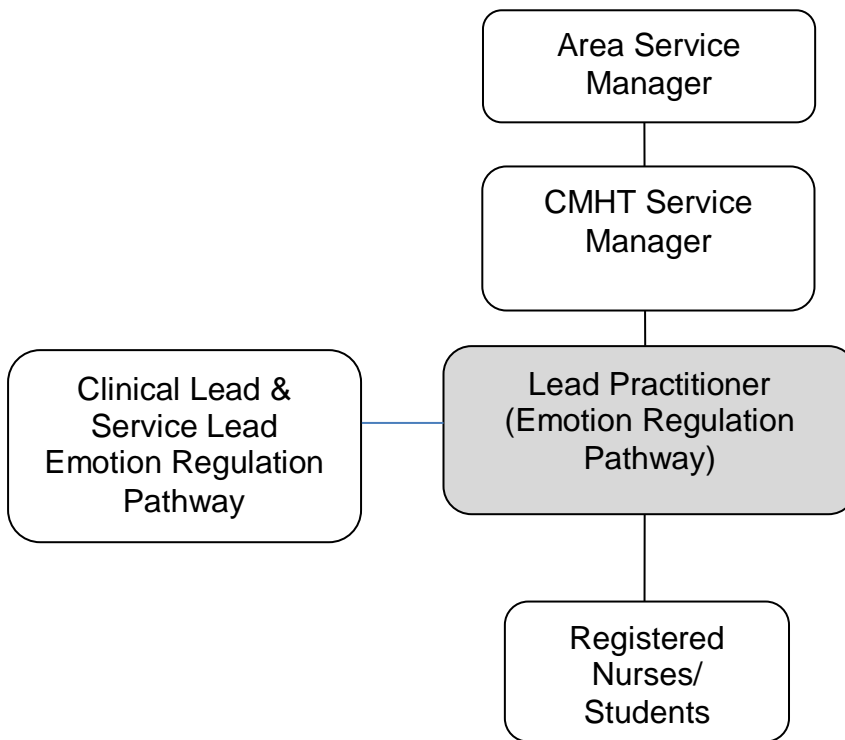 Area Service
Manager
CMHT Service
Manager
Clinical Lead &
Service Lead
Emotion Regulation
Pathway
Lead Practitioner
(Emotion Regulation
Pathway)
Registered
Nurses/
Students